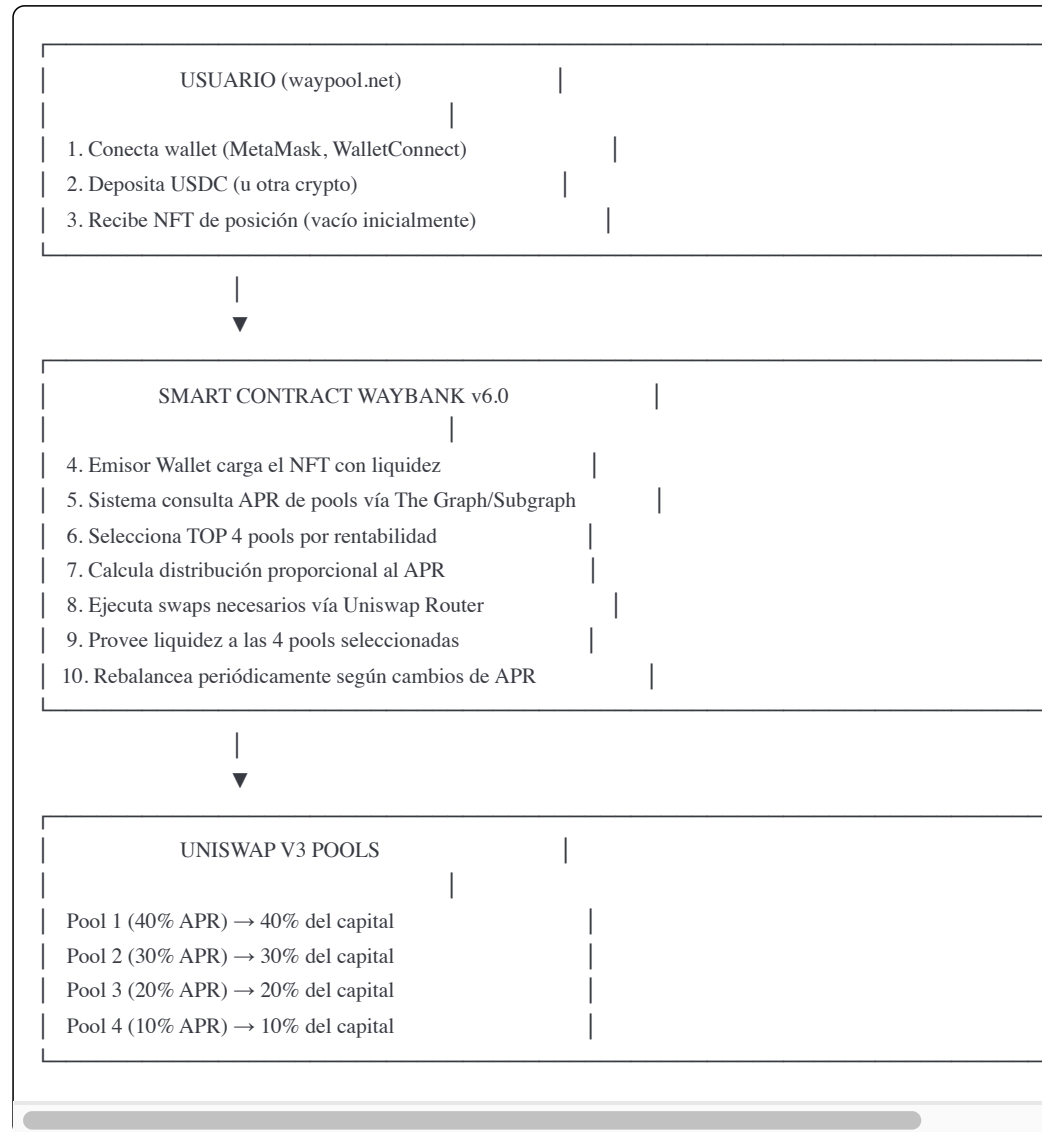 USUARIO (waypool.net)
1. Conecta wallet (MetaMask, WalletConnect)
2. Deposita USDC (u otra crypto)
3. Recibe NFT de posición (vacío inicialmente)
▼
SMART CONTRACT WAYBANK v6.0
4. Emisor Wallet carga el NFT con liquidez
5. Sistema consulta APR de pools vía The Graph/Subgraph
6. Selecciona TOP 4 pools por rentabilidad
7. Calcula distribución proporcional al APR
8. Ejecuta swaps necesarios vía Uniswap Router
9. Provee liquidez a las 4 pools seleccionadas
10. Rebalancea periódicamente según cambios de APR
▼
UNISWAP V3 POOLS
Pool 1 (40% APR) → 40% del capital
Pool 2 (30% APR) → 30% del capital
Pool 3 (20% APR) → 20% del capital
Pool 4 (10% APR) → 10% del capital